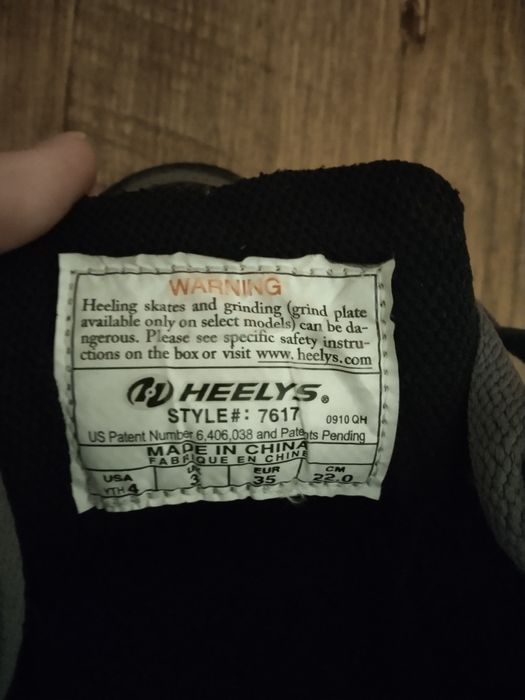 WARNING
Heeling skates and grinding (grind plate
available only on select models) can be da-
ngerous. Please see specific safety instru-
ctions on the box or visit www.heelys.com
HEELYS®
STYLE#: 7617 0910 QH
US Patent Number 6,406,038 and Patents Pending
MADE IN CHINA
FABRIQUE EN CHINE
USA UK EUR CM
YTH 4 3 35 22.0